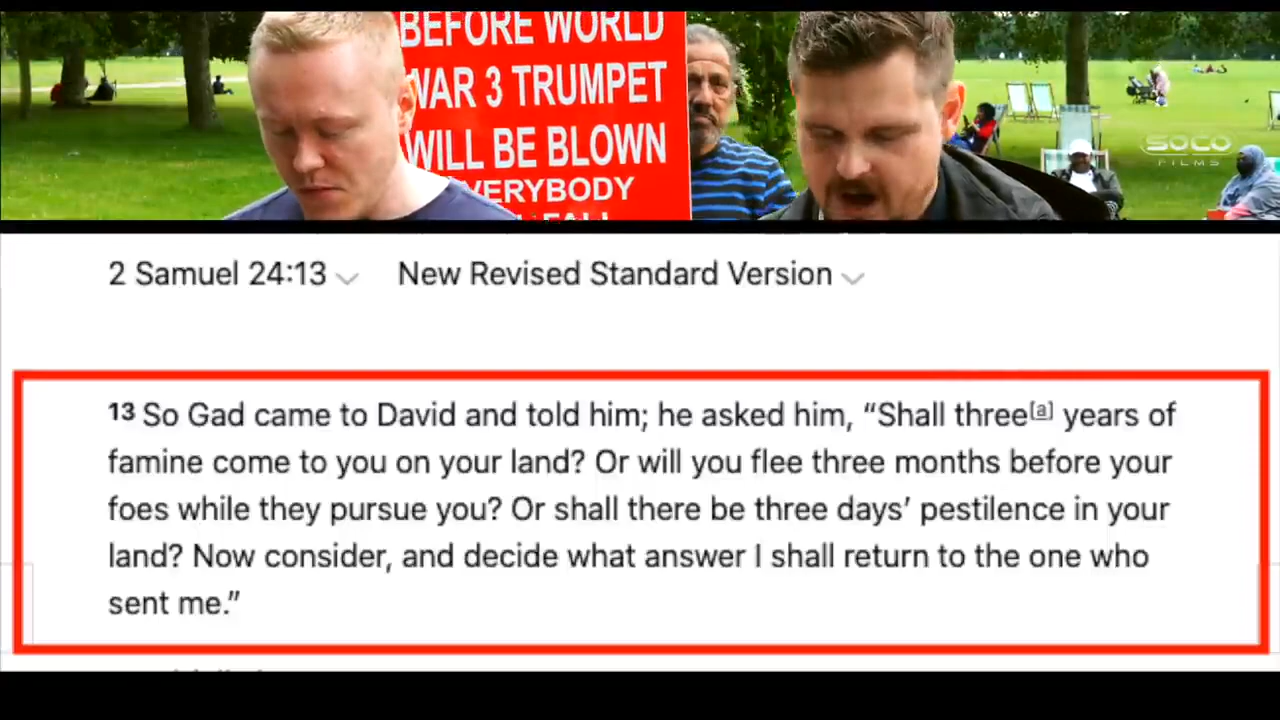 BEFORE WORLD
WAR 3 TRUMPET
WILL BE BLOWN
VERYBODY
FALL
SOCO
FILMS
2 Samuel 24:13 New Revised Standard Version
13 So Gad came to David and told him; he asked him, “Shall three[a] years of
famine come to you on your land? Or will you flee three months before your
foes while they pursue you? Or shall there be three days’ pestilence in your
land? Now consider, and decide what answer I shall return to the one who
sent me.”